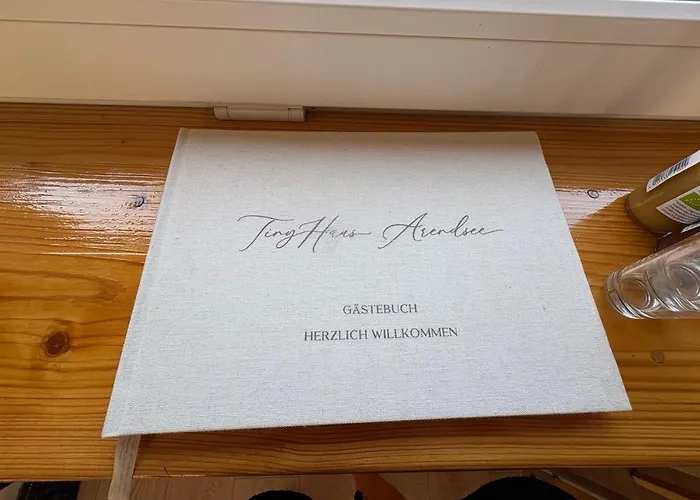 TinyHaus Arendsee
GÄSTEBUCH
HERZLICH WILLKOMMEN